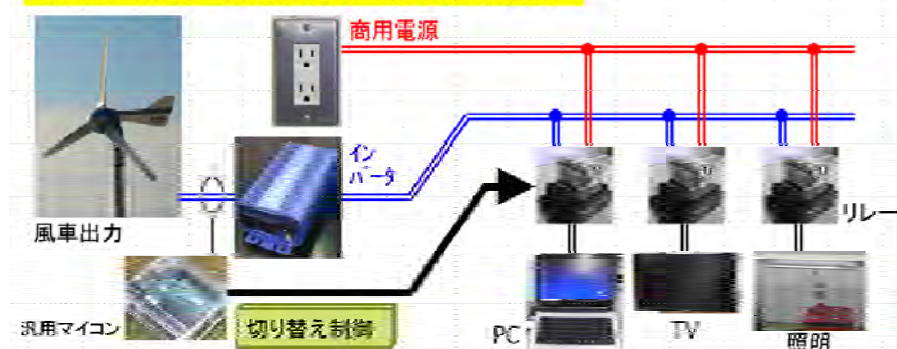 商用電源
イン
バータ
風車出力
リレー
汎用マイコン
切り替え制御
PC
TV
照明